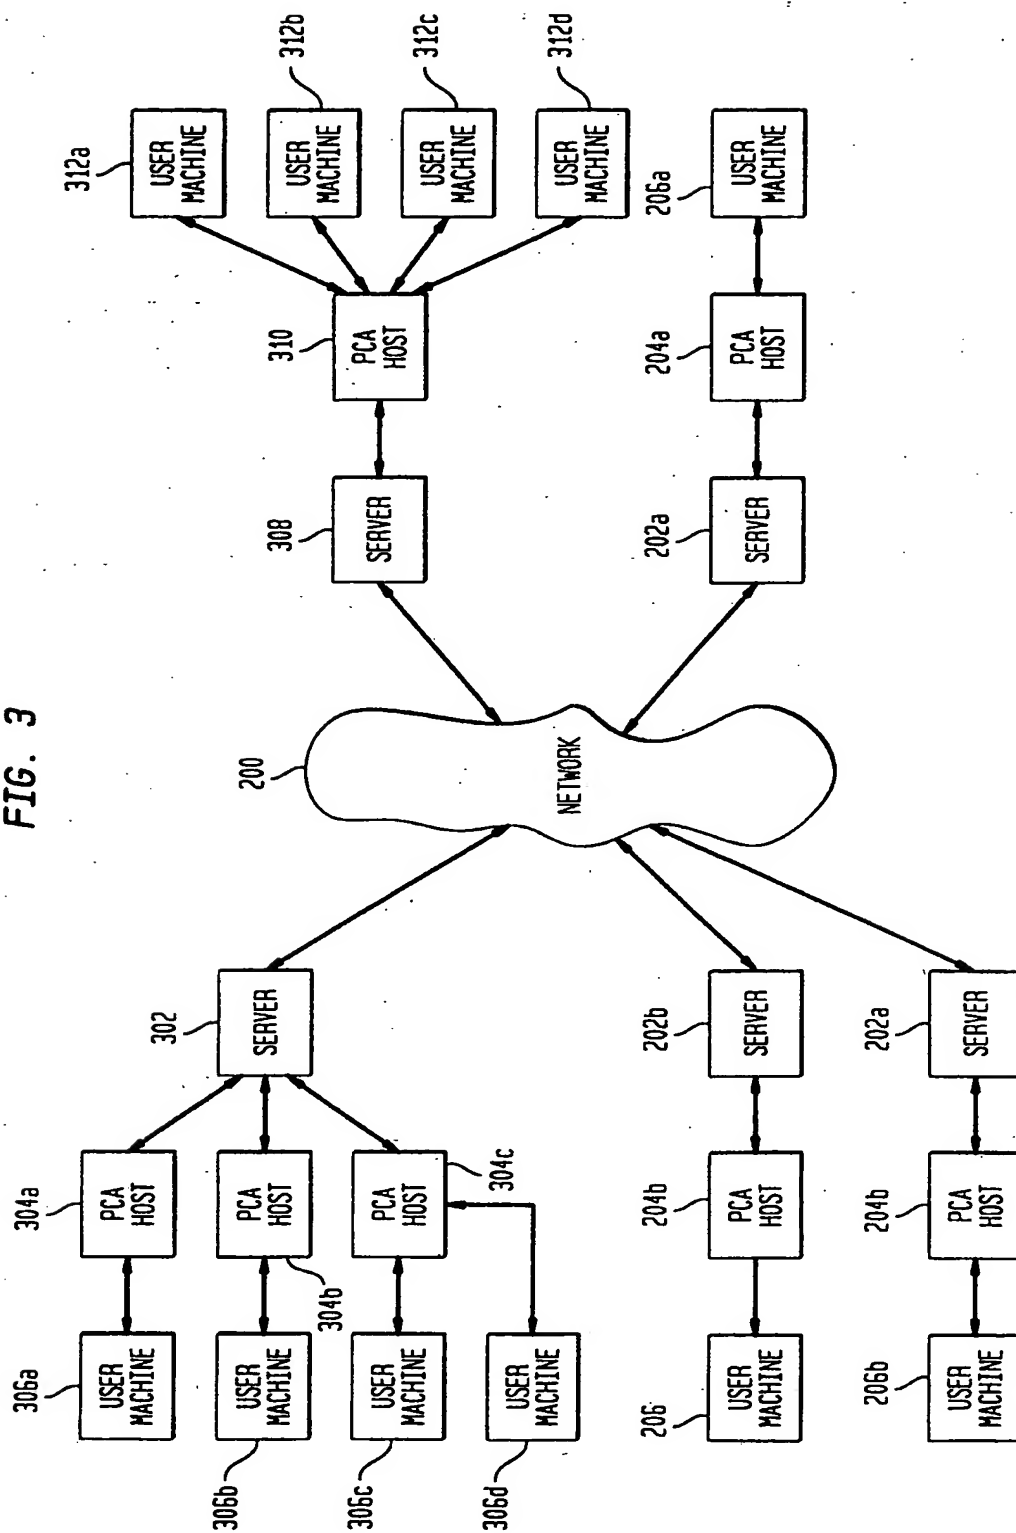 FIG. 3
306a
USER
MACHINE
304a
PCA
HOST
306b
USER
MACHINE
304b
PCA
HOST
306c
USER
MACHINE
304c
PCA
HOST
306d
USER
MACHINE
302
SERVER
200
NETWORK
308
SERVER
310
PCA
HOST
312a
USER
MACHINE
312b
USER
MACHINE
312c
USER
MACHINE
312d
USER
MACHINE
206
USER
MACHINE
204b
PCA
HOST
202b
SERVER
202a
SERVER
204a
PCA
HOST
206a
USER
MACHINE
206b
USER
MACHINE
204b
PCA
HOST
202a
SERVER